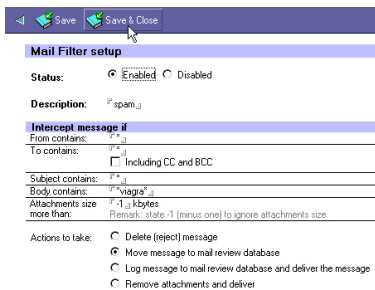 Save Save & Close
Mail Filter setup
Status: Enabled Disabled
Description: spam
Intercept message if
From contains: *
To contains: *
Including CC and BCC
Subject contains: *
Body contains: *viagra*
Attachments size more than: -1 kbytes
Remark: state -1 (minus one) to ignore attachments size
Actions to take: Delete (reject) message
Move message to mail review database
Log message to mail review database and deliver the message
Remove attachments and deliver